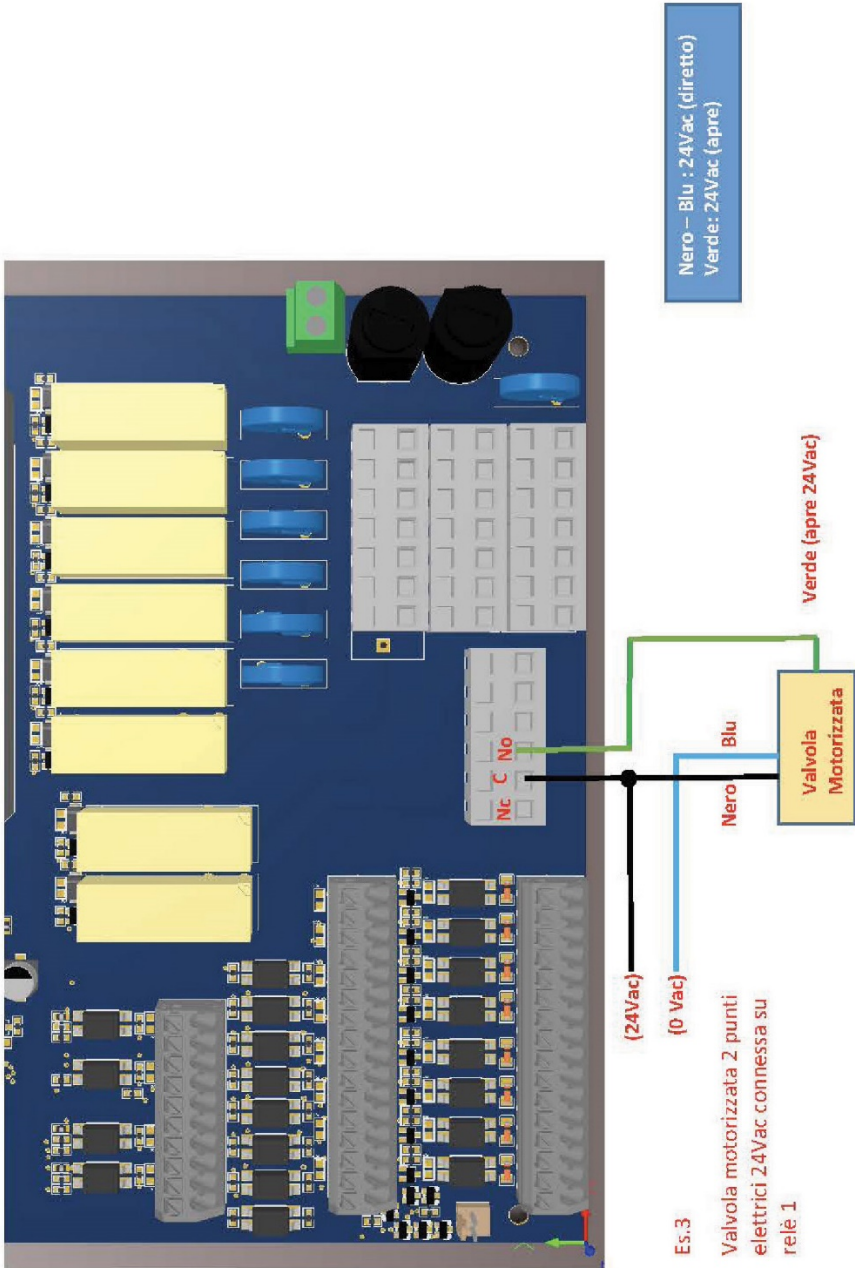 Nero – Blu : 24Vac (diretto)
Verde: 24Vac (apre)
Nc C No
(24Vac)
(0 Vac)
Nero
Blu
Verde (apre 24Vac)
Valvola
Motorizzata
Es.3
Valvola motorizzata 2 punti
elettrici 24Vac connessa su
relè 1